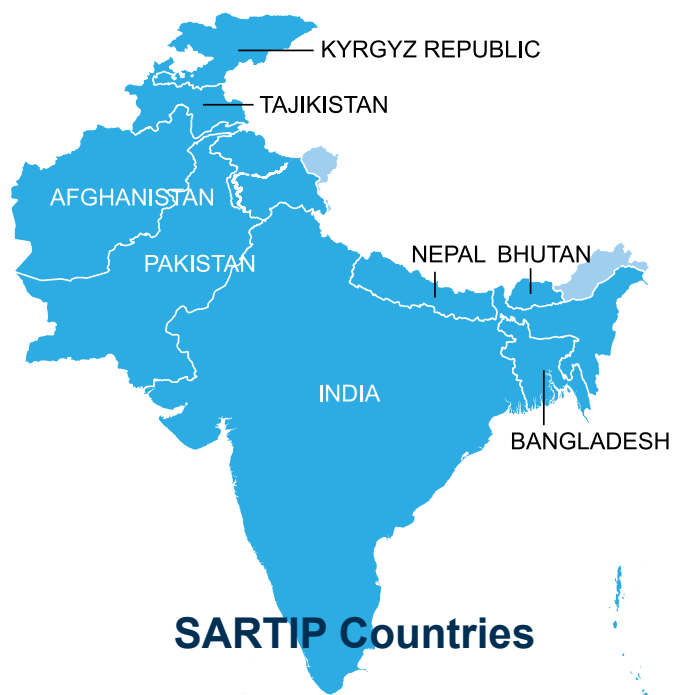 KYRGYZ REPUBLIC
TAJIKISTAN
AFGHANISTAN
PAKISTAN
NEPAL
BHUTAN
INDIA
BANGLADESH
SARTIP Countries